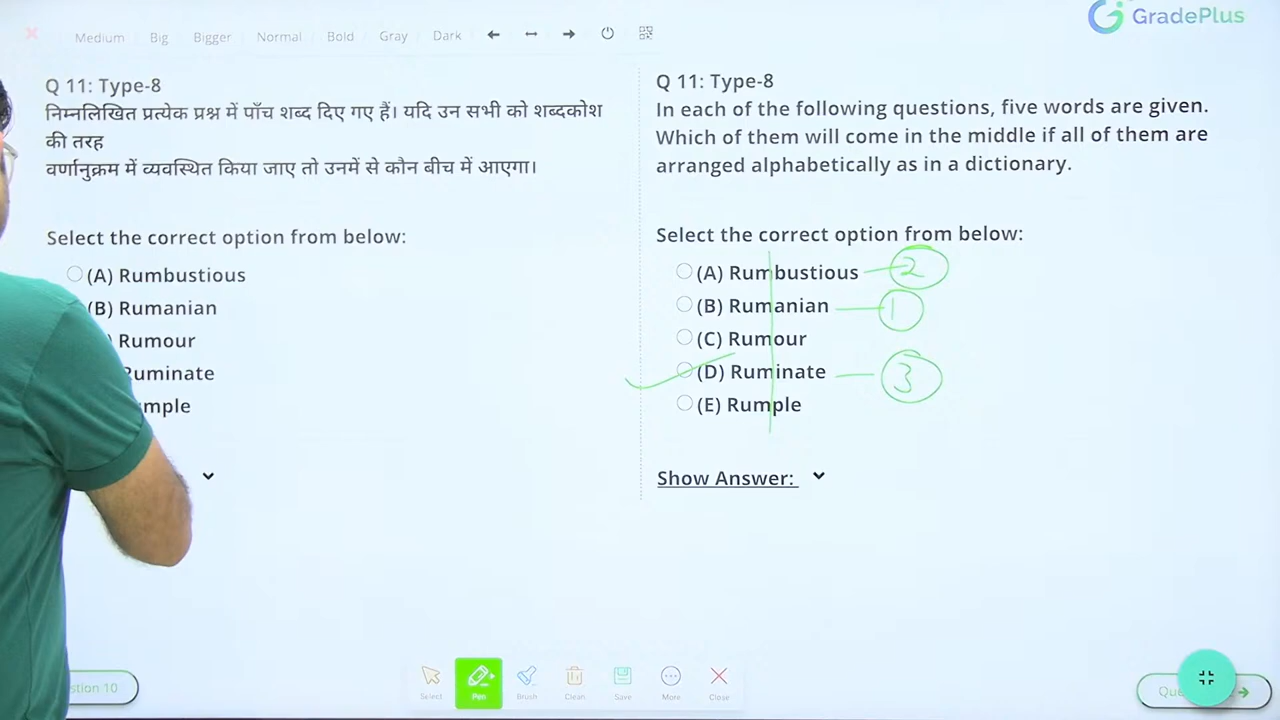 GradePlus
Medium Big Bigger Normal Bold Gray Dark
Q 11: Type-8
निम्नलिखित प्रत्येक प्रश्न में पाँच शब्द दिए गए हैं। यदि उन सभी को शब्दकोश
की तरह
वर्णानुक्रम में व्यवस्थित किया जाए तो उनमें से कौन बीच में आएगा।
Select the correct option from below:
(A) Rumbustious
(B) Rumanian
Rumour
Ruminate
Q 11: Type-8
In each of the following questions, five words are given.
Which of them will come in the middle if all of them are
arranged alphabetically as in a dictionary.
Select the correct option from below:
(A) Rumbustious 2
(B) Rumanian 1
(C) Rumour
(D) Ruminate 3
(E) Rumple
Show Answer:
Select Pen Brush Clean Save More Close
10